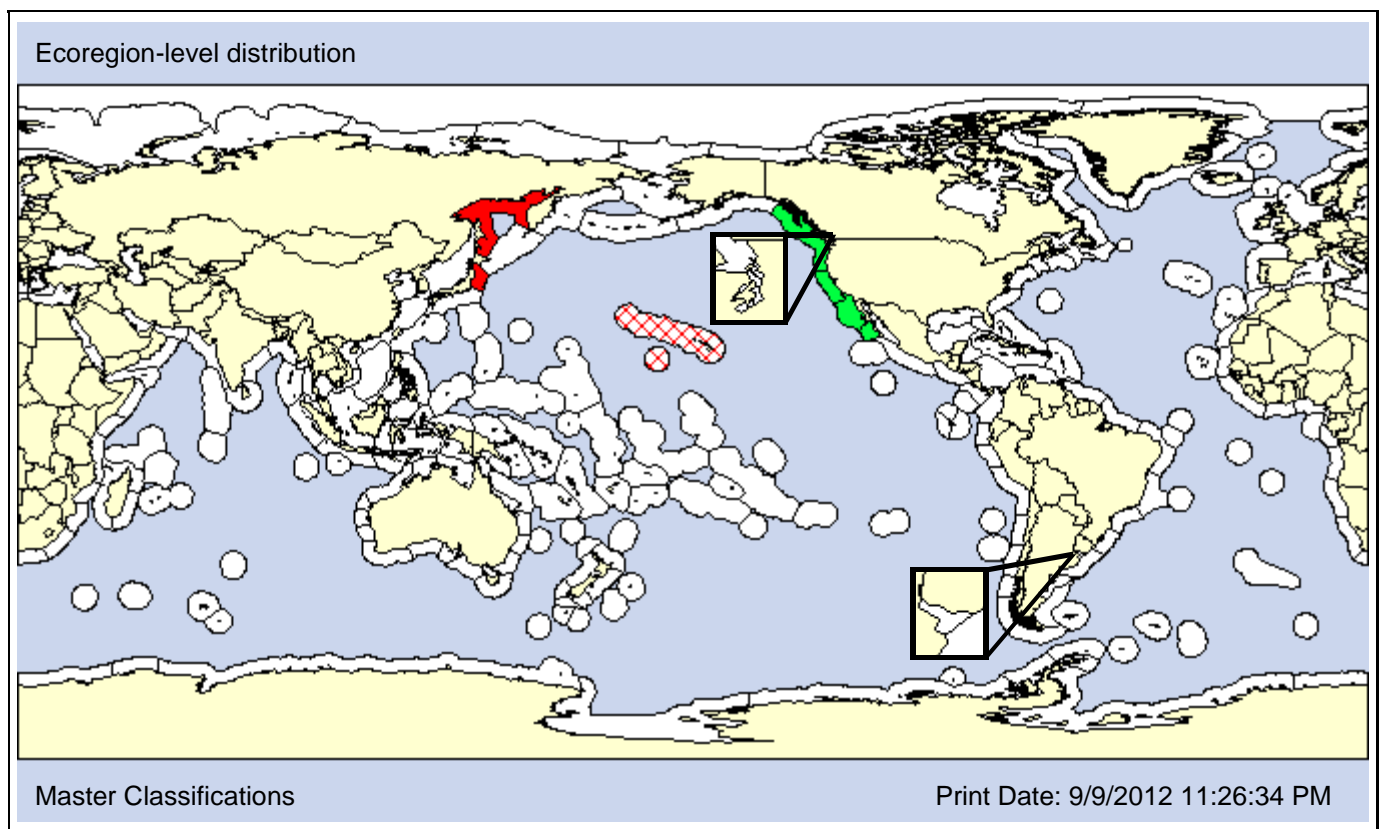 Ecoregion-level distribution
Master Classifications
Print Date: 9/9/2012 11:26:34 PM